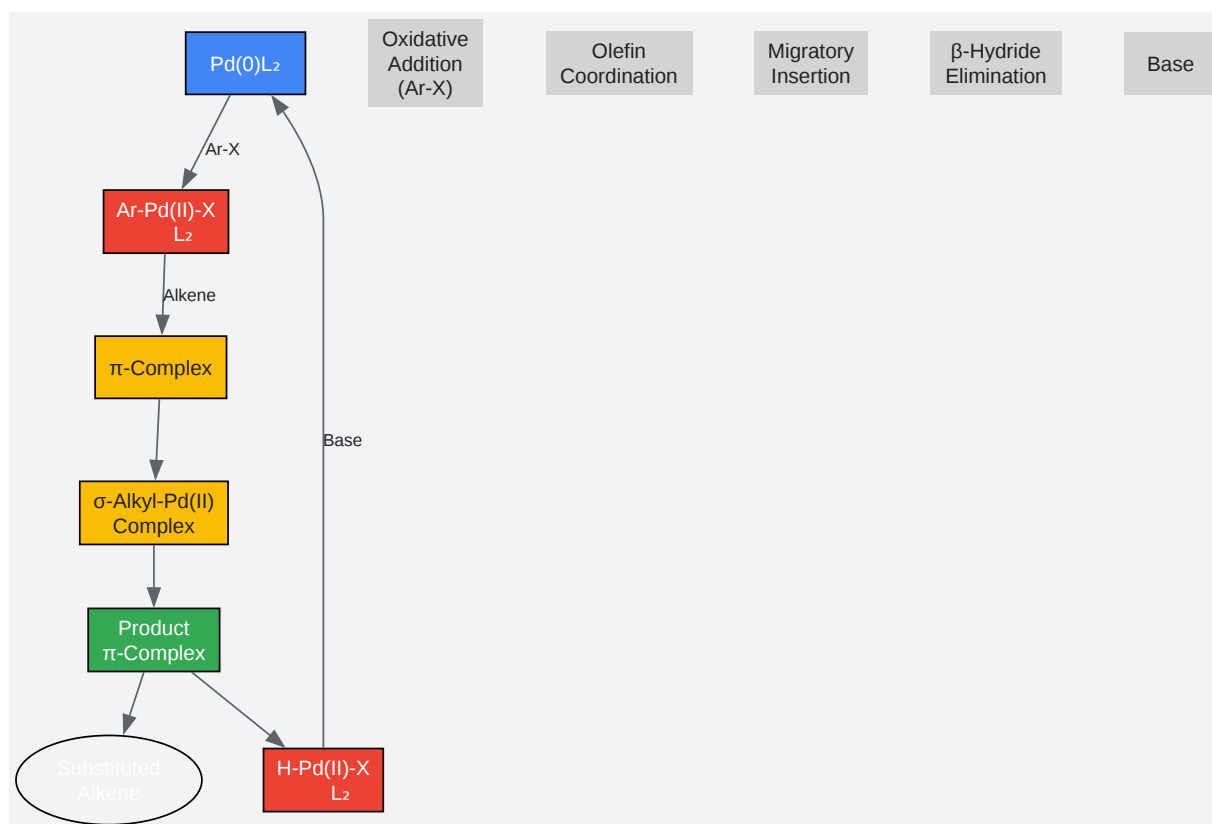 Pd(0)L₂
Oxidative
Addition
(Ar-X)
Olefin
Coordination
Migratory
Insertion
β-Hydride
Elimination
Base
Ar-X
Ar-Pd(II)-X
L₂
Alkene
π-Complex
Base
σ-Alkyl-Pd(II)
Complex
Product
π-Complex
Substituted
Alkene
H-Pd(II)-X
L₂